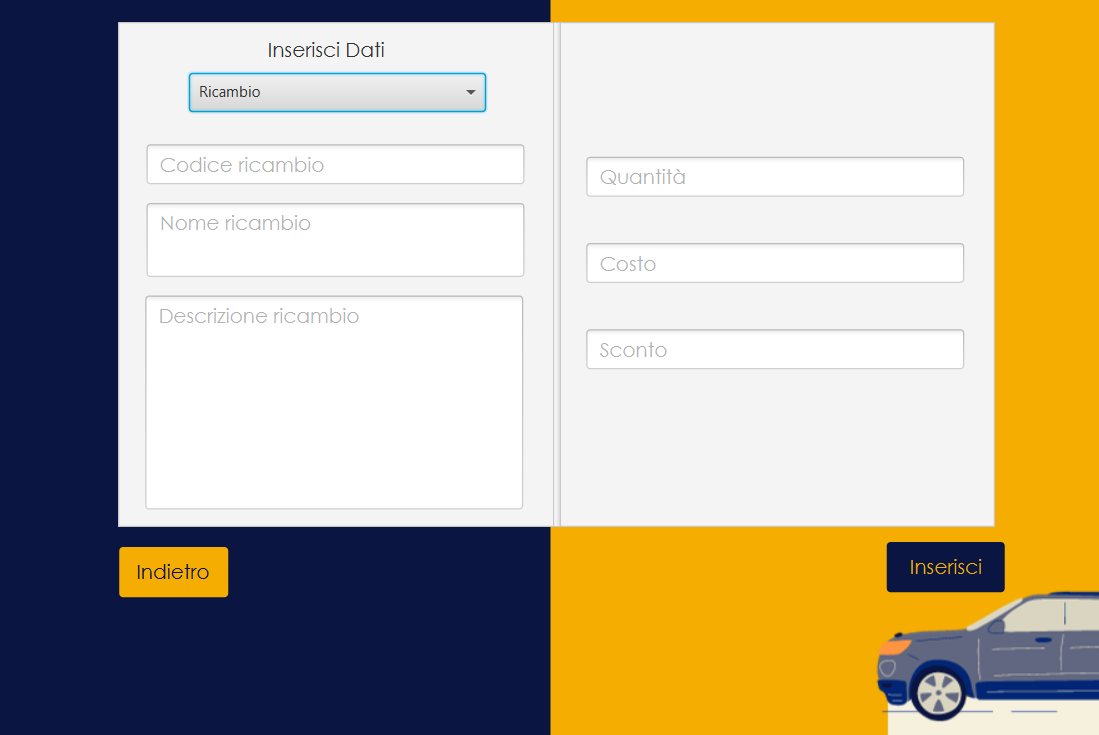 Inserisci Dati
Ricambio
Codice ricambio
Nome ricambio
Descrizione ricambio
Quantità
Costo
Sconto
Indietro
Inserisci